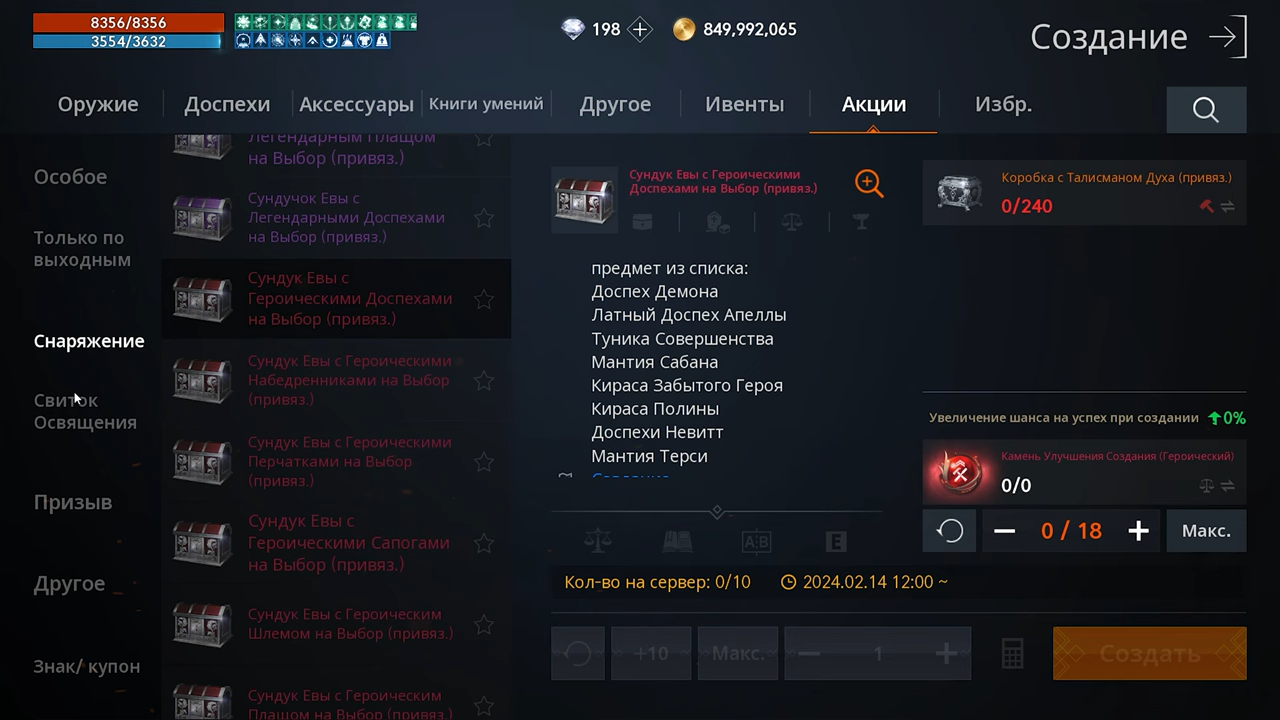 8356/8356
3554/3632
198
849,992,065
Создание
Оружие
Доспехи
Аксессуары
Книги умений
Другое
Ивенты
Акции
Избр.
Особое
Только по
выходным
Снаряжение
Свиток
Освящения
Призыв
Другое
Знак/ купон
Легендарным Плащом
на Выбор (привяз.)
Сундучок Евы с
Легендарными Доспехами
на Выбор (привяз.)
Сундук Евы с
Героическими Доспехами
на Выбор (привяз.)
Сундук Евы с Героическими
Набедренниками на Выбор
(привяз.)
Сундук Евы с Героическими
Перчатками на Выбор
(привяз.)
Сундук Евы с
Героическими Сапогами
на Выбор (привяз.)
Сундук Евы с Героическим
Шлемом на Выбор (привяз.)
Сундук Евы с Героическим
Плащом на Выбор (привяз.)
Сундук Евы с Героическими
Доспехами на Выбор (привяз.)
предмет из списка:
Доспех Демона
Латный Доспех Апеллы
Туника Совершенства
Мантия Сабана
Кираса Забытого Героя
Кираса Полины
Доспехи Невитт
Мантия Терси
A B
E
Кол-во на сервер: 0/10
2024.02.14 12:00 ~
+10
Макс.
1
Коробка с Талисманом Духа (привяз.)
0/240
Увеличение шанса на успех при создании
0%
Камень Улучшения Создания (Героический)
0/0
0 / 18
Макс.
Создать